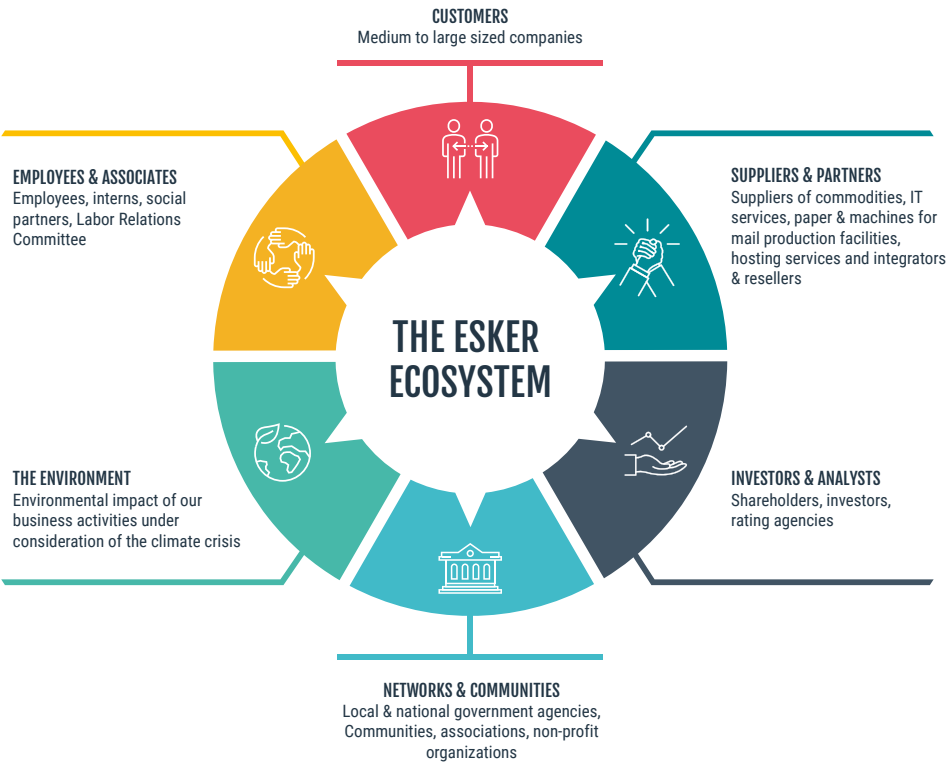 CUSTOMERS
Medium to large sized companies
EMPLOYEES & ASSOCIATES
Employees, interns, social
partners, Labor Relations
Committee
SUPPLIERS & PARTNERS
Suppliers of commodities, IT
services, paper & machines for
mail production facilities,
hosting services and integrators
& resellers
THE ESKER
ECOSYSTEM
THE ENVIRONMENT
Environmental impact of our
business activities under
consideration of the climate crisis
INVESTORS & ANALYSTS
Shareholders, investors,
rating agencies
NETWORKS & COMMUNITIES
Local & national government agencies,
Communities, associations, non-profit
organizations